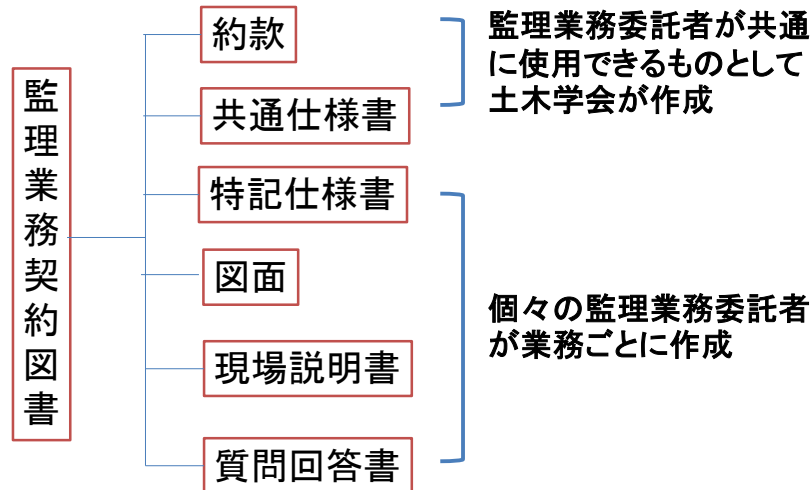 監理業務契約図書
約款
共通仕様書
特記仕様書
図面
現場説明書
質問回答書
監理業務委託者が共通
に使用できるものとして
土木学会が作成
個々の監理業務委託者
が業務ごとに作成